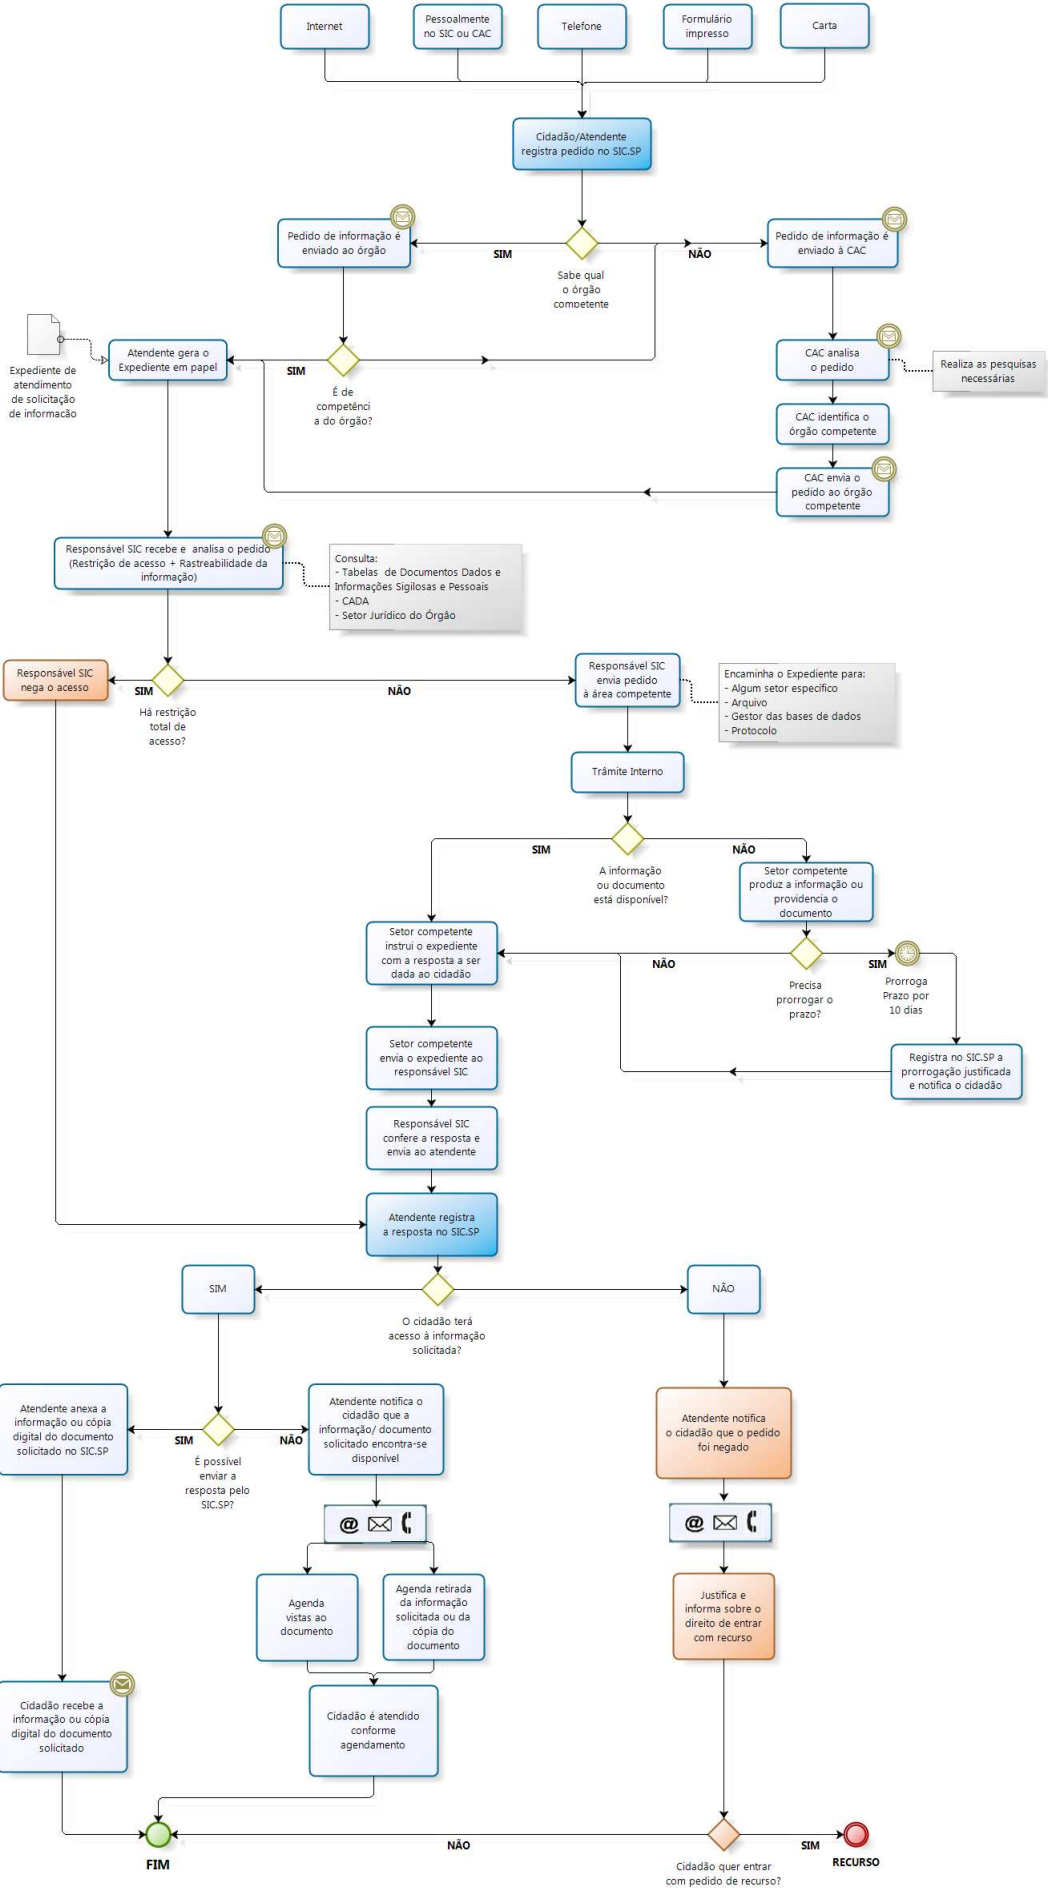 Internet
Pessoalmente
no SIC ou CAC
Telefone
Formulário
impresso
Carta
Cidadão/Atendente
registra pedido no SIC.SP
Pedido de informação é
enviado ao órgão
SIM
Sabe qual
o órgão
competente
NÃO
Pedido de informação é
enviado à CAC
Expediente de
atendimento
de solicitação
de informacão
Atendente gera o
Expediente em papel
SIM
É de
competênci
a do órgão?
CAC analisa
o pedido
Realiza as pesquisas
necessárias
CAC identifica o
órgão competente
CAC envia o
pedido ao órgão
competente
Responsável SIC recebe e analisa o pedido
(Restrição de acesso + Rastreabilidade da
informação)
Consulta:
- Tabelas de Documentos Dados e
Informações Sigilosas e Pessoais
- CADA
- Setor Jurídico do Órgão
Responsável SIC
nega o acesso
SIM
Há restrição
total de
acesso?
NÃO
Responsável SIC
envia pedido
à área competente
Encaminha o Expediente para:
- Algum setor específico
- Arquivo
- Gestor das bases de dados
- Protocolo
Trâmite Interno
SIM
A informação
ou documento
está disponível?
NÃO
Setor competente
produz a informação ou
providencia o
documento
Setor competente
instrui o expediente
com a resposta a ser
dada ao cidadão
NÃO
Precisa
prorrogar o
prazo?
SIM
Prorroga
Prazo por
10 dias
Setor competente
envia o expediente ao
responsável SIC
Registra no SIC.SP a
prorrogação justificada
e notifica o cidadão
Responsável SIC
confere a resposta e
envia ao atendente
Atendente registra
a resposta no SIC.SP
SIM
O cidadão terá
acesso à informação
solicitada?
NÃO
Atendente anexa a
informação ou cópia
digital do documento
solicitado no SIC.SP
SIM
É possível
enviar a
resposta pelo
SIC.SP?
NÃO
Atendente notifica o
cidadão que a
informação/ documento
solicitado encontra-se
disponível
Atendente notifica
o cidadão que o pedido
foi negado
@
@
Agenda
vistas ao
documento
Agenda retirada
da informação
solicitada ou da
cópia do
documento
Justifica e
informa sobre o
direito de entrar
com recurso
Cidadão recebe a
informação ou cópia
digital do documento
solicitado
Cidadão é atendido
conforme
agendamento
FIM
NÃO
Cidadão quer entrar
com pedido de recurso?
SIM
RECURSO